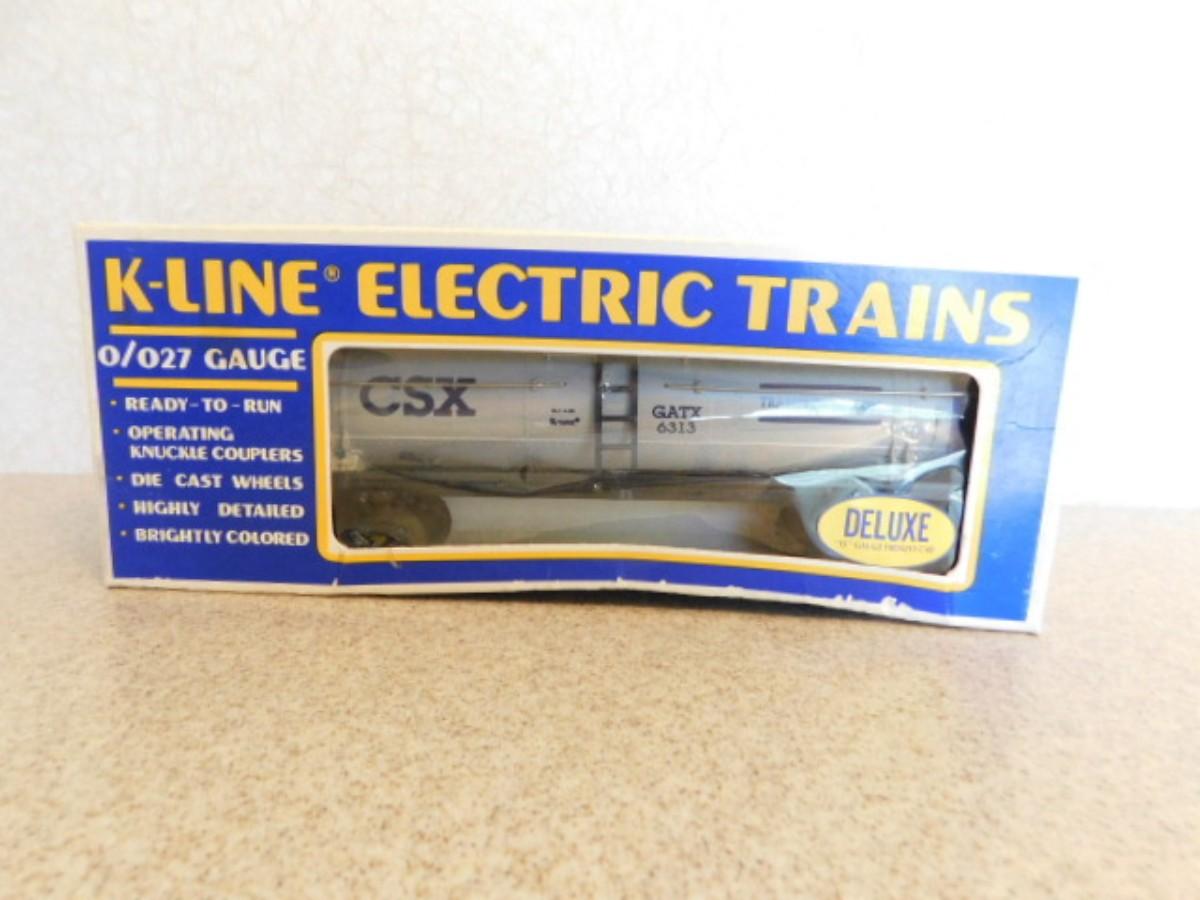 K-LINE® ELECTRIC TRAINS
O/027 GAUGE
• READY-TO-RUN
• OPERATING
KNUCKLE COUPLERS
• DIE CAST WHEELS
• HIGHLY DETAILED
• BRIGHTLY COLORED
CSX
GATX
6313
DELUXE